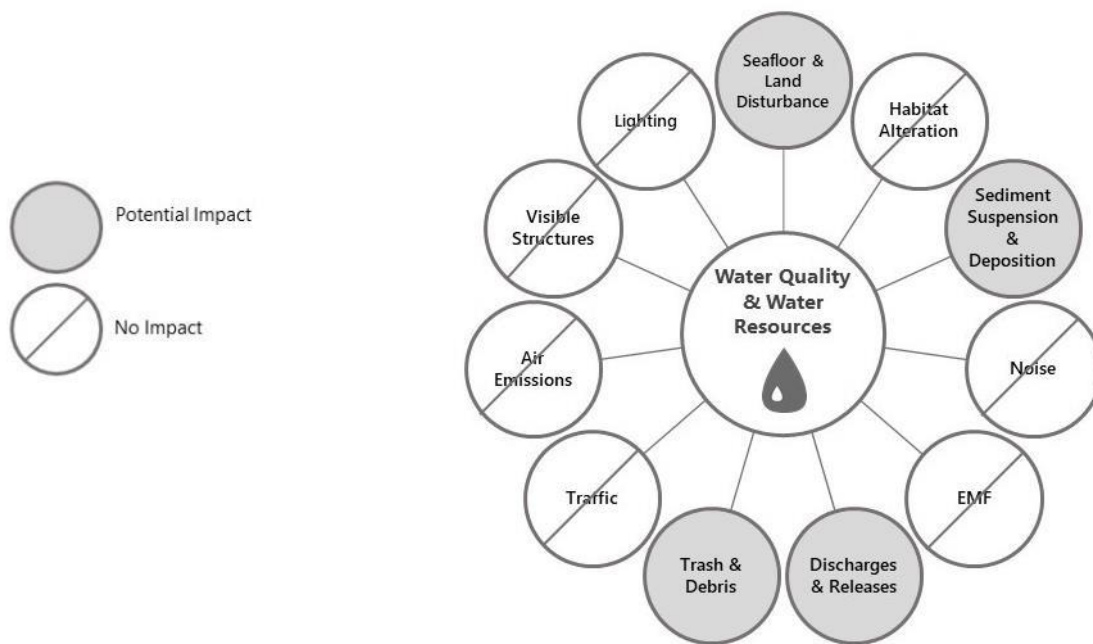 Potential Impact
No Impact
Seafloor &
Land
Disturbance
Habitat
Alteration
Sediment
Suspension
&
Deposition
Noise
EMF
Discharges
& Releases
Trash &
Debris
Traffic
Air
Emissions
Visible
Structures
Lighting
Water Quality
& Water
Resources